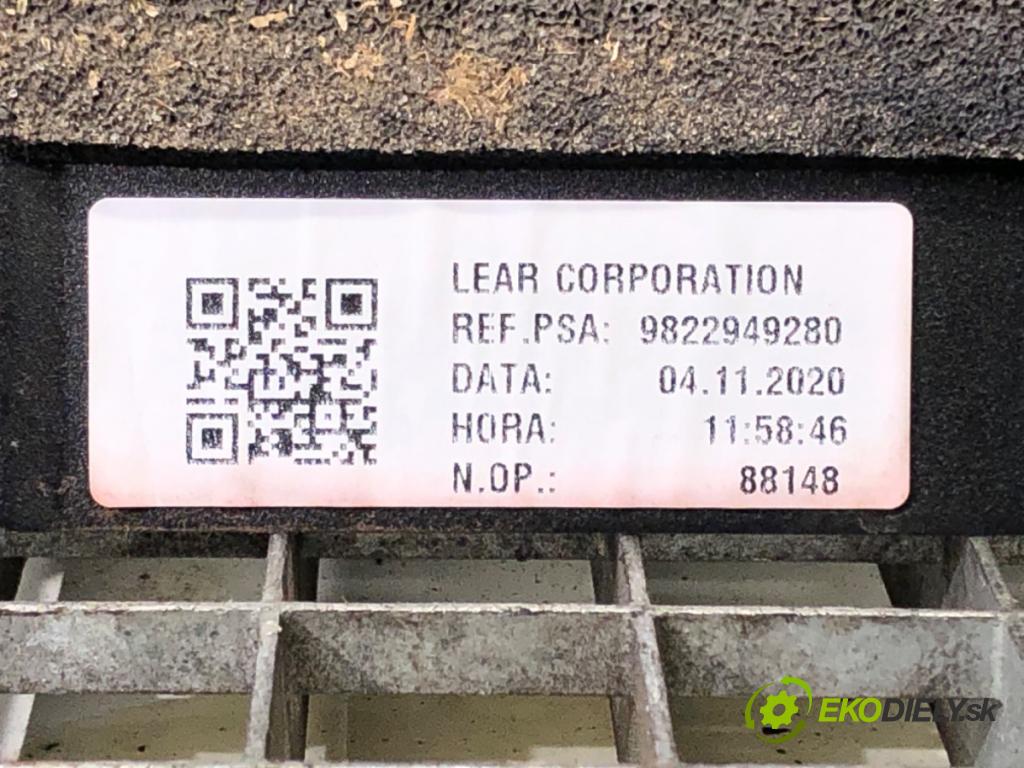 LEAR CORPORATION
REF.PSA: 9822949280
DATA: 04.11.2020
HORA: 11:58:46
N.OP.: 88148
EKODIELY.sk